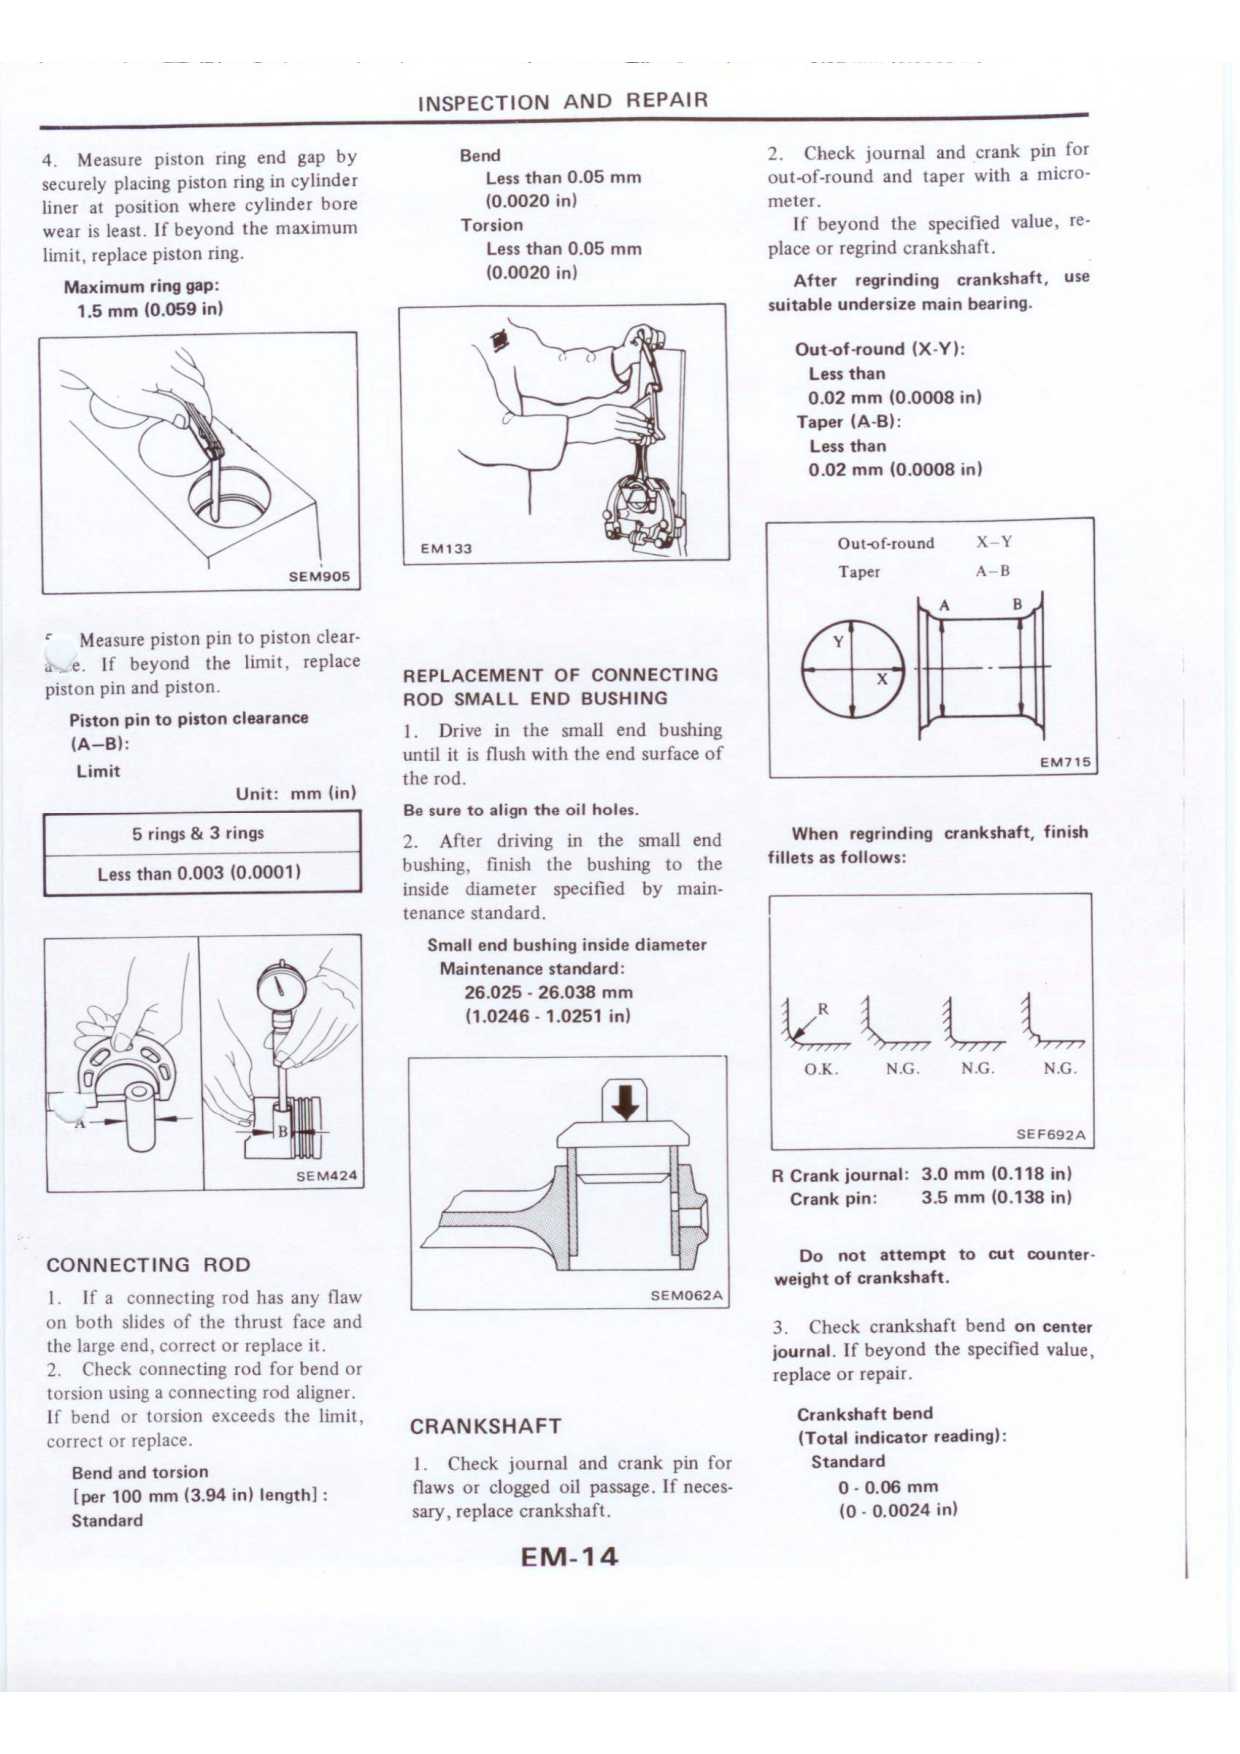 INSPECTION AND REPAIR
4. Measure piston ring end gap by
securely placing piston ring in cylinder
liner at position where cylinder bore
wear is least. If beyond the maximum
limit, replace piston ring.
Maximum ring gap:
1.5 mm (0.059 in)
SEM905
Measure piston pin to piston clear-
If beyond the limit, replace
piston pin and piston.
Piston pin to piston clearance
(A–B):
Limit
Unit: mm (in)
5 rings & 3 rings
Less than 0.003 (0.0001)
A
B
SEM424
CONNECTING ROD
1. If a connecting rod has any flaw
on both slides of the thrust face and
the large end, correct or replace it.
2. Check connecting rod for bend or
torsion using a connecting rod aligner.
If bend or torsion exceeds the limit,
correct or replace.
Bend and torsion
[per 100 mm (3.94 in) length] :
Standard
Bend
Less than 0.05 mm
(0.0020 in)
Torsion
Less than 0.05 mm
(0.0020 in)
EM133
REPLACEMENT OF CONNECTING
ROD SMALL END BUSHING
1. Drive in the small end bushing
until it is flush with the end surface of
the rod.
Be sure to align the oil holes.
2. After driving in the small end
bushing, finish the bushing to the
inside diameter specified by main-
tenance standard.
Small end bushing inside diameter
Maintenance standard:
26.025 - 26.038 mm
(1.0246 - 1.0251 in)
SEM062A
CRANKSHAFT
1. Check journal and crank pin for
flaws or clogged oil passage. If neces-
sary, replace crankshaft.
2. Check journal and crank pin for
out-of-round and taper with a micro-
meter.
If beyond the specified value, re-
place or regrind crankshaft.
After regrinding crankshaft, use
suitable undersize main bearing.
Out-of-round (X-Y):
Less than
0.02 mm (0.0008 in)
Taper (A-B):
Less than
0.02 mm (0.0008 in)
Out-of-round X–Y
Taper A–B
A B
Y
X
EM715
When regrinding crankshaft, finish
fillets as follows:
R
O.K. N.G. N.G. N.G.
SEF692A
R Crank journal: 3.0 mm (0.118 in)
Crank pin: 3.5 mm (0.138 in)
Do not attempt to cut counter-
weight of crankshaft.
3. Check crankshaft bend on center
journal. If beyond the specified value,
replace or repair.
Crankshaft bend
(Total indicator reading):
Standard
0 - 0.06 mm
(0 - 0.0024 in)
EM-14